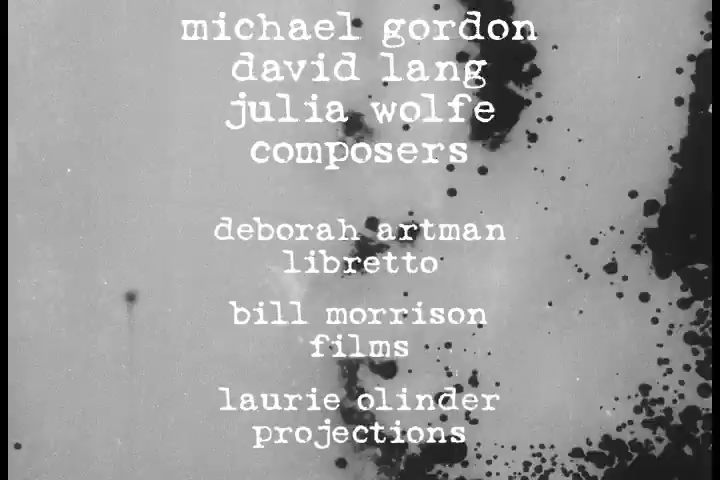 michael gordon
david lang
julia wolfe
composers
deborah artman
libretto
bill morrison
films
laurie olinder
projections